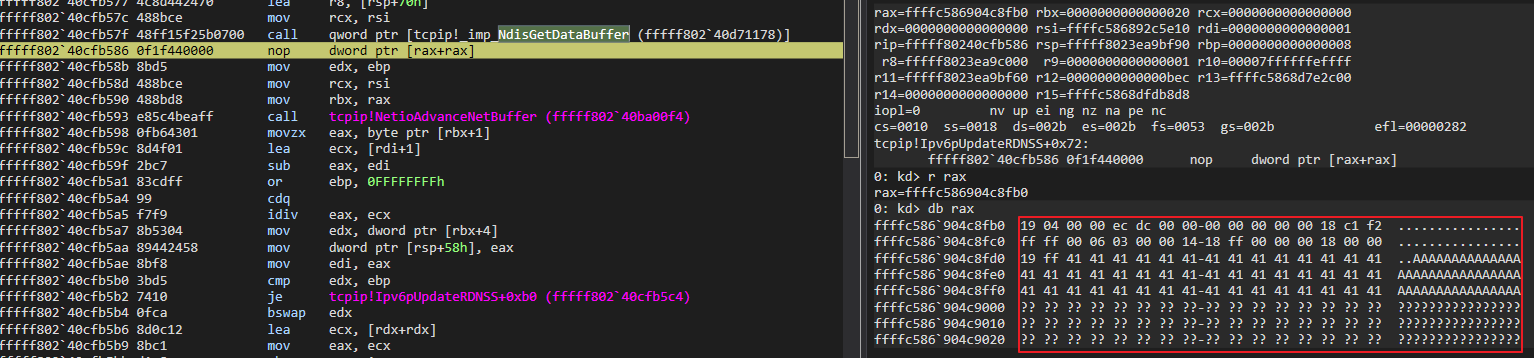 fffff802`40cfb577 4c8d442470 lea r8, [rsp+70h]
fffff802`40cfb57c 488bce mov rcx, rsi
fffff802`40cfb57f 48ff15f25b0700 call qword ptr [tcpip!_imp_NdisGetDataBuffer (fffff802`40d71178)]
fffff802`40cfb586 0f1f440000 nop dword ptr [rax+rax]
fffff802`40cfb58b 8bd5 mov edx, ebp
fffff802`40cfb58d 488bce mov rcx, rsi
fffff802`40cfb590 488bd8 mov rbx, rax
fffff802`40cfb593 e85c4beaff call tcpip!NetioAdvanceNetBuffer (fffff802`40ba00f4)
fffff802`40cfb598 0fb64301 movzx eax, byte ptr [rbx+1]
fffff802`40cfb59c 8d4f01 lea ecx, [rdi+1]
fffff802`40cfb59f 2bc7 sub eax, edi
fffff802`40cfb5a1 83cdff or ebp, 0FFFFFFFFh
fffff802`40cfb5a4 99 cdq
fffff802`40cfb5a5 f7f9 idiv eax, ecx
fffff802`40cfb5a7 8b5304 mov edx, dword ptr [rbx+4]
fffff802`40cfb5aa 89442458 mov dword ptr [rsp+58h], eax
fffff802`40cfb5ae 8bf8 mov edi, eax
fffff802`40cfb5b0 3bd5 cmp edx, ebp
fffff802`40cfb5b2 7410 je tcpip!Ipv6pUpdateRDNSS+0xb0 (fffff802`40cfb5c4)
fffff802`40cfb5b4 0fca bswap edx
fffff802`40cfb5b6 8d0c12 lea ecx, [rdx+rdx]
fffff802`40cfb5b9 8bc1 mov eax, ecx
rax=ffffc586904c8fb0 rbx=0000000000000020 rcx=0000000000000000
rdx=0000000000000000 rsi=ffffc586892c5e10 rdi=0000000000000001
rip=fffff80240cfb586 rsp=fffff8023ea9bf90 rbp=0000000000000008
r8=fffff8023ea9c000 r9=0000000000000001 r10=00007ffffffeffff
r11=fffff8023ea9bf60 r12=0000000000000bec r13=ffffc5868d7e2c00
r14=0000000000000000 r15=ffffc5868dfdb8d8
iopl=0 nv up ei ng nz na pe nc
cs=0010 ss=0018 ds=002b es=002b fs=0053 gs=002b efl=00000282
tcpip!Ipv6pUpdateRDNSS+0x72:
fffff802`40cfb586 0f1f440000 nop dword ptr [rax+rax]
0: kd> r rax
rax=ffffc586904c8fb0
0: kd> db rax
ffffc586`904c8fb0 19 04 00 00 ec dc 00 00-00 00 00 00 00 18 c1 f2 ................
ffffc586`904c8fc0 ff ff 00 06 03 00 00 14-18 ff 00 00 00 18 00 00 ................
ffffc586`904c8fd0 19 ff 41 41 41 41 41 41-41 41 41 41 41 41 41 41 ..AAAAAAAAAAAAAA
ffffc586`904c8fe0 41 41 41 41 41 41 41 41-41 41 41 41 41 41 41 41 AAAAAAAAAAAAAAAA
ffffc586`904c8ff0 41 41 41 41 41 41 41 41-41 41 41 41 41 41 41 41 AAAAAAAAAAAAAAAA
ffffc586`904c9000 ?? ?? ?? ?? ?? ?? ?? ??-?? ?? ?? ?? ?? ?? ?? ?? ????????????????
ffffc586`904c9010 ?? ?? ?? ?? ?? ?? ?? ??-?? ?? ?? ?? ?? ?? ?? ?? ????????????????
ffffc586`904c9020 ?? ?? ?? ?? ?? ?? ?? ??-?? ?? ?? ?? ?? ?? ?? ?? ????????????????